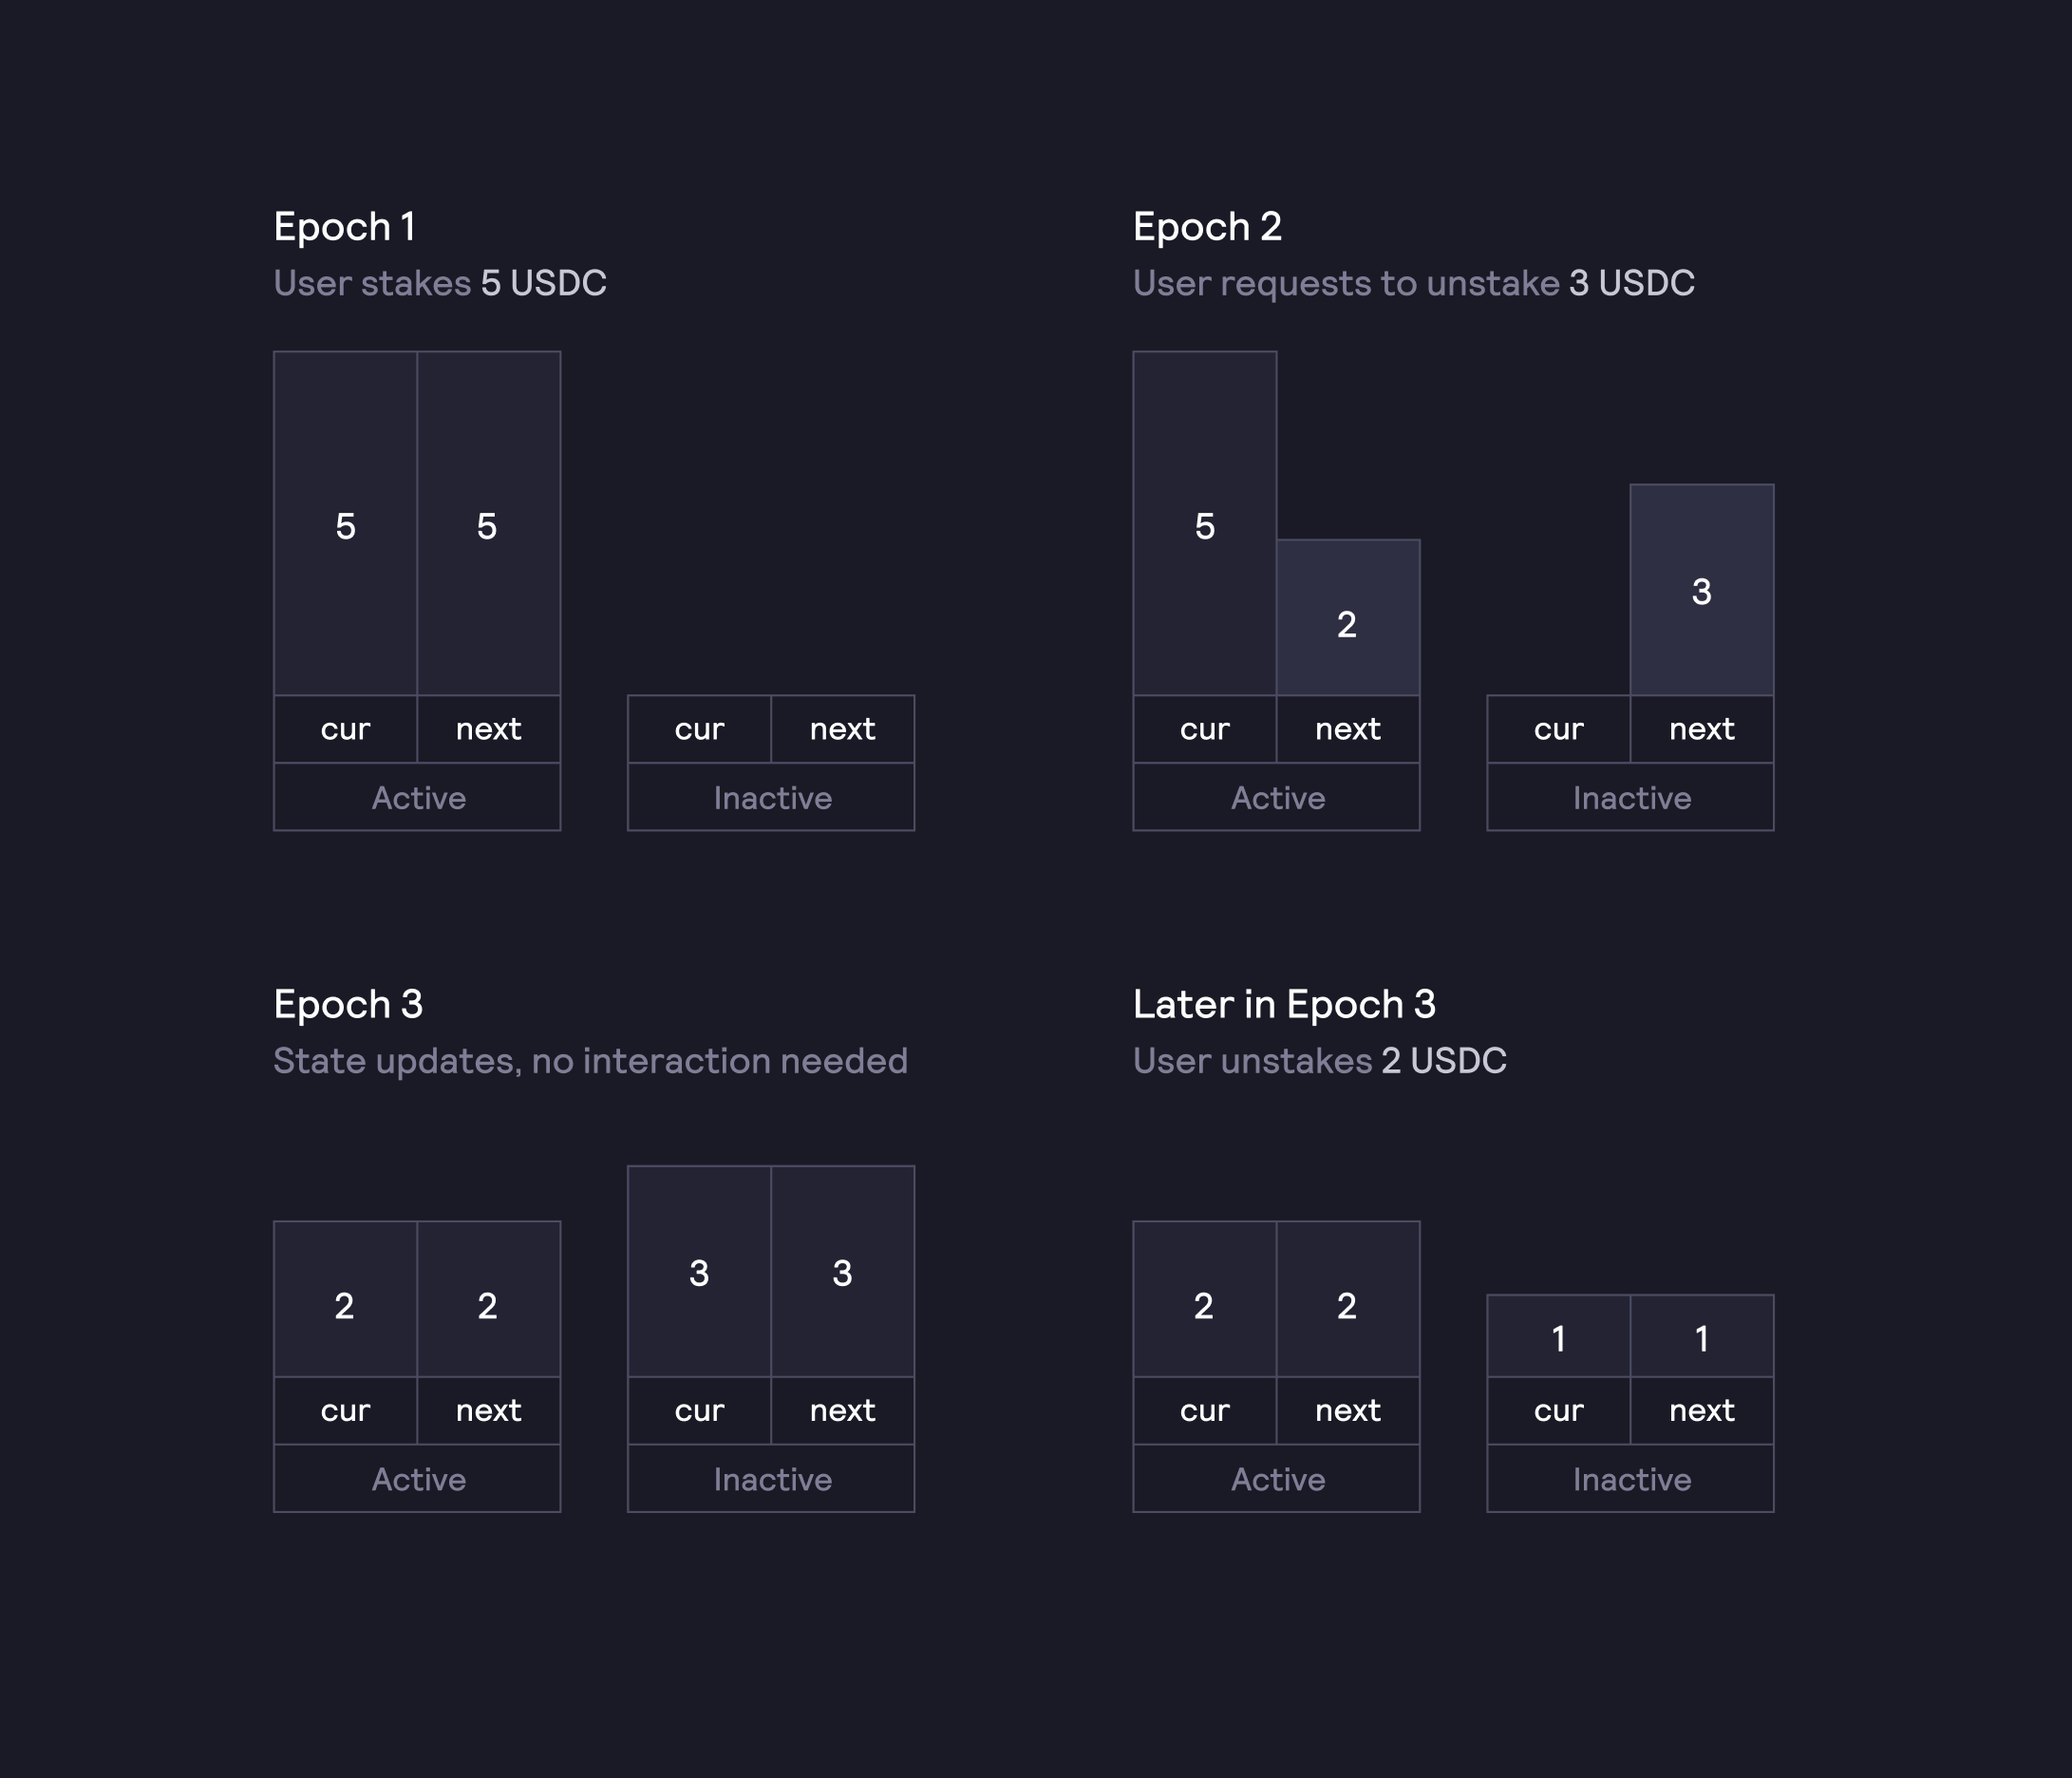 Epoch 1
User stakes 5 USDC
5 5
cur next
Active
cur next
Inactive
Epoch 2
User requests to unstake 3 USDC
5 2
cur next
Active
3
cur next
Inactive
Epoch 3
State updates, no interaction needed
2 2
cur next
Active
3 3
cur next
Inactive
Later in Epoch 3
User unstakes 2 USDC
2 2
cur next
Active
1 1
cur next
Inactive